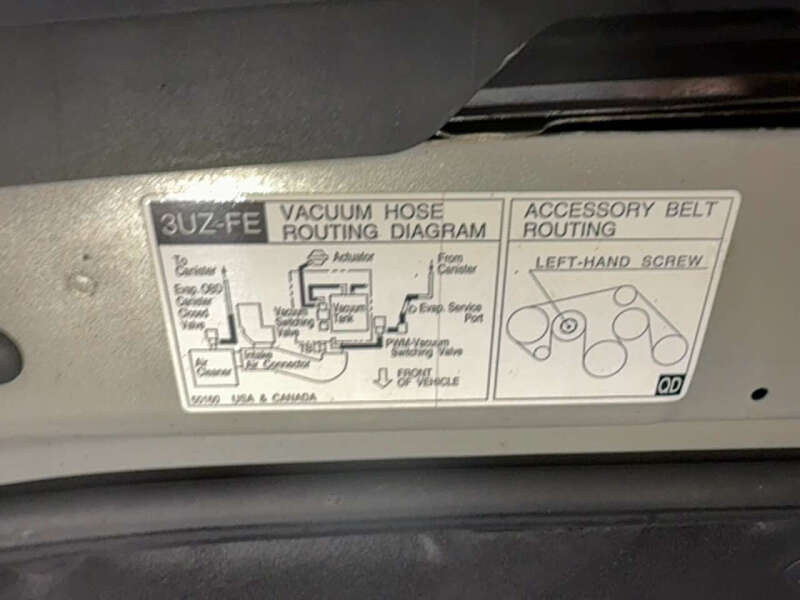 3UZ-FE
VACUUM HOSE
ROUTING DIAGRAM
To
Canister
Actuator
From
Canister
Evap. OBD
Canister
Closed
Valve
Vacuum
Switching
Valve
Vacuum
Tank
Evap. Service
Port
PWM-Vacuum
Switching Valve
Air
Cleaner
Intake
Air Connector
FRONT
OF VEHICLE
50160 USA & CANADA
ACCESSORY BELT
ROUTING
LEFT-HAND SCREW
QD